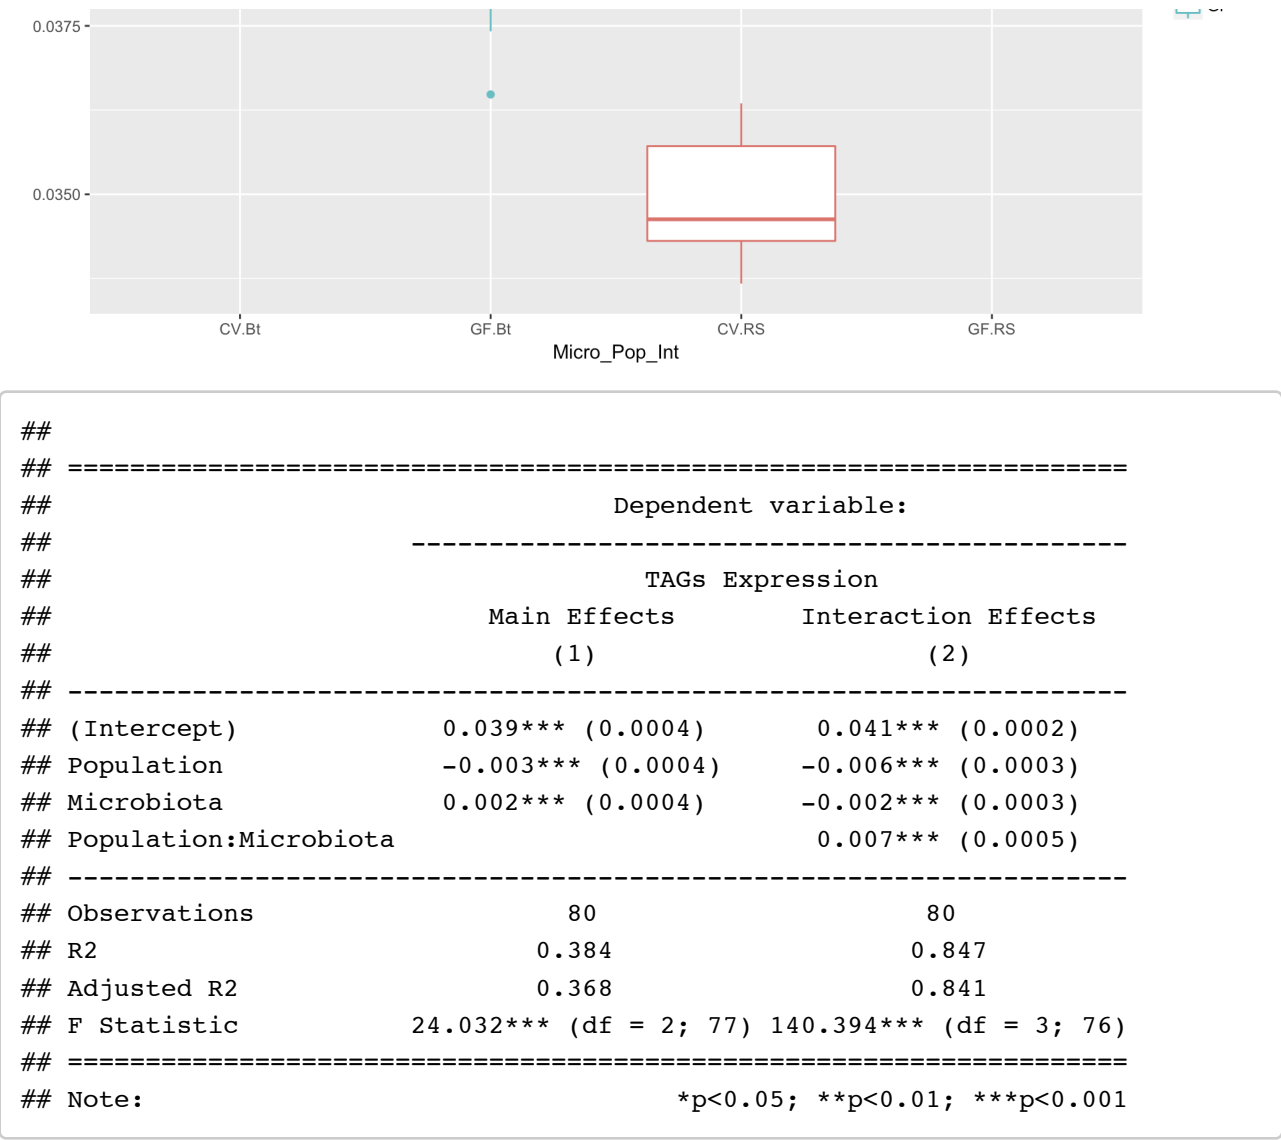 0.0375
0.0350
CV.Bt GF.Bt CV.RS GF.RS
Micro_Pop_Int
##
## ====================================================================
## Dependent variable:
## ----------------------------------------------
## TAGs Expression
## Main Effects Interaction Effects
## (1) (2)
## --------------------------------------------------------------------
## (Intercept) 0.039*** (0.0004) 0.041*** (0.0002)
## Population -0.003*** (0.0004) -0.006*** (0.0003)
## Microbiota 0.002*** (0.0004) -0.002*** (0.0003)
## Population:Microbiota 0.007*** (0.0005)
## --------------------------------------------------------------------
## Observations 80 80
## R2 0.384 0.847
## Adjusted R2 0.368 0.841
## F Statistic 24.032*** (df = 2; 77) 140.394*** (df = 3; 76)
## ====================================================================
## Note: *p<0.05; **p<0.01; ***p<0.001